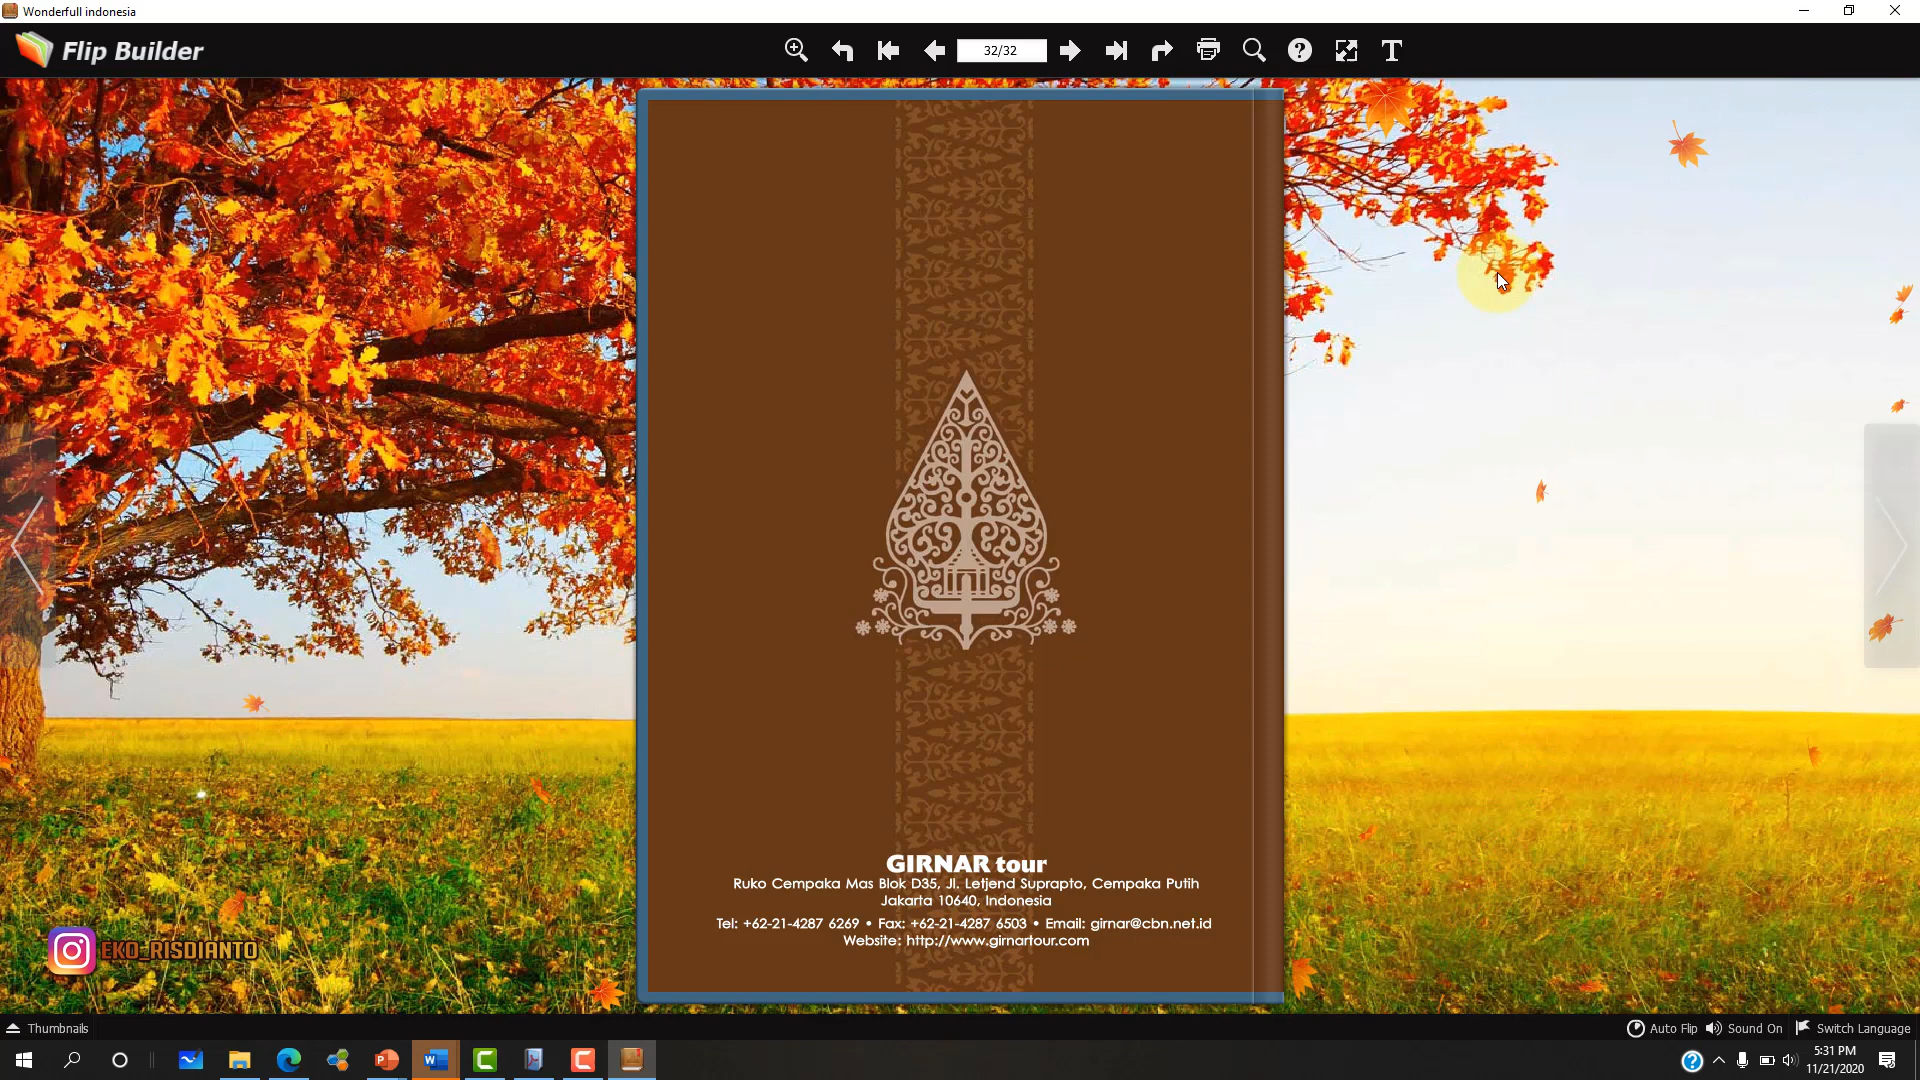 Wonderfull indonesia
Flip Builder
32/32
GIRNAR tour
Ruko Cempaka Mas Blok D35, Jl. Letjend Suprapto, Cempaka Putih
Jakarta 10640, Indonesia
Tel: +62-21-4287 6269 • Fax: +62-21-4287 6503 • Email: girnar@cbn.net.id
Website: http://www.girnartour.com
EKO_RISDIANTO
Thumbnails
Auto Flip
Sound On
Switch Language
5:31 PM
11/21/2020